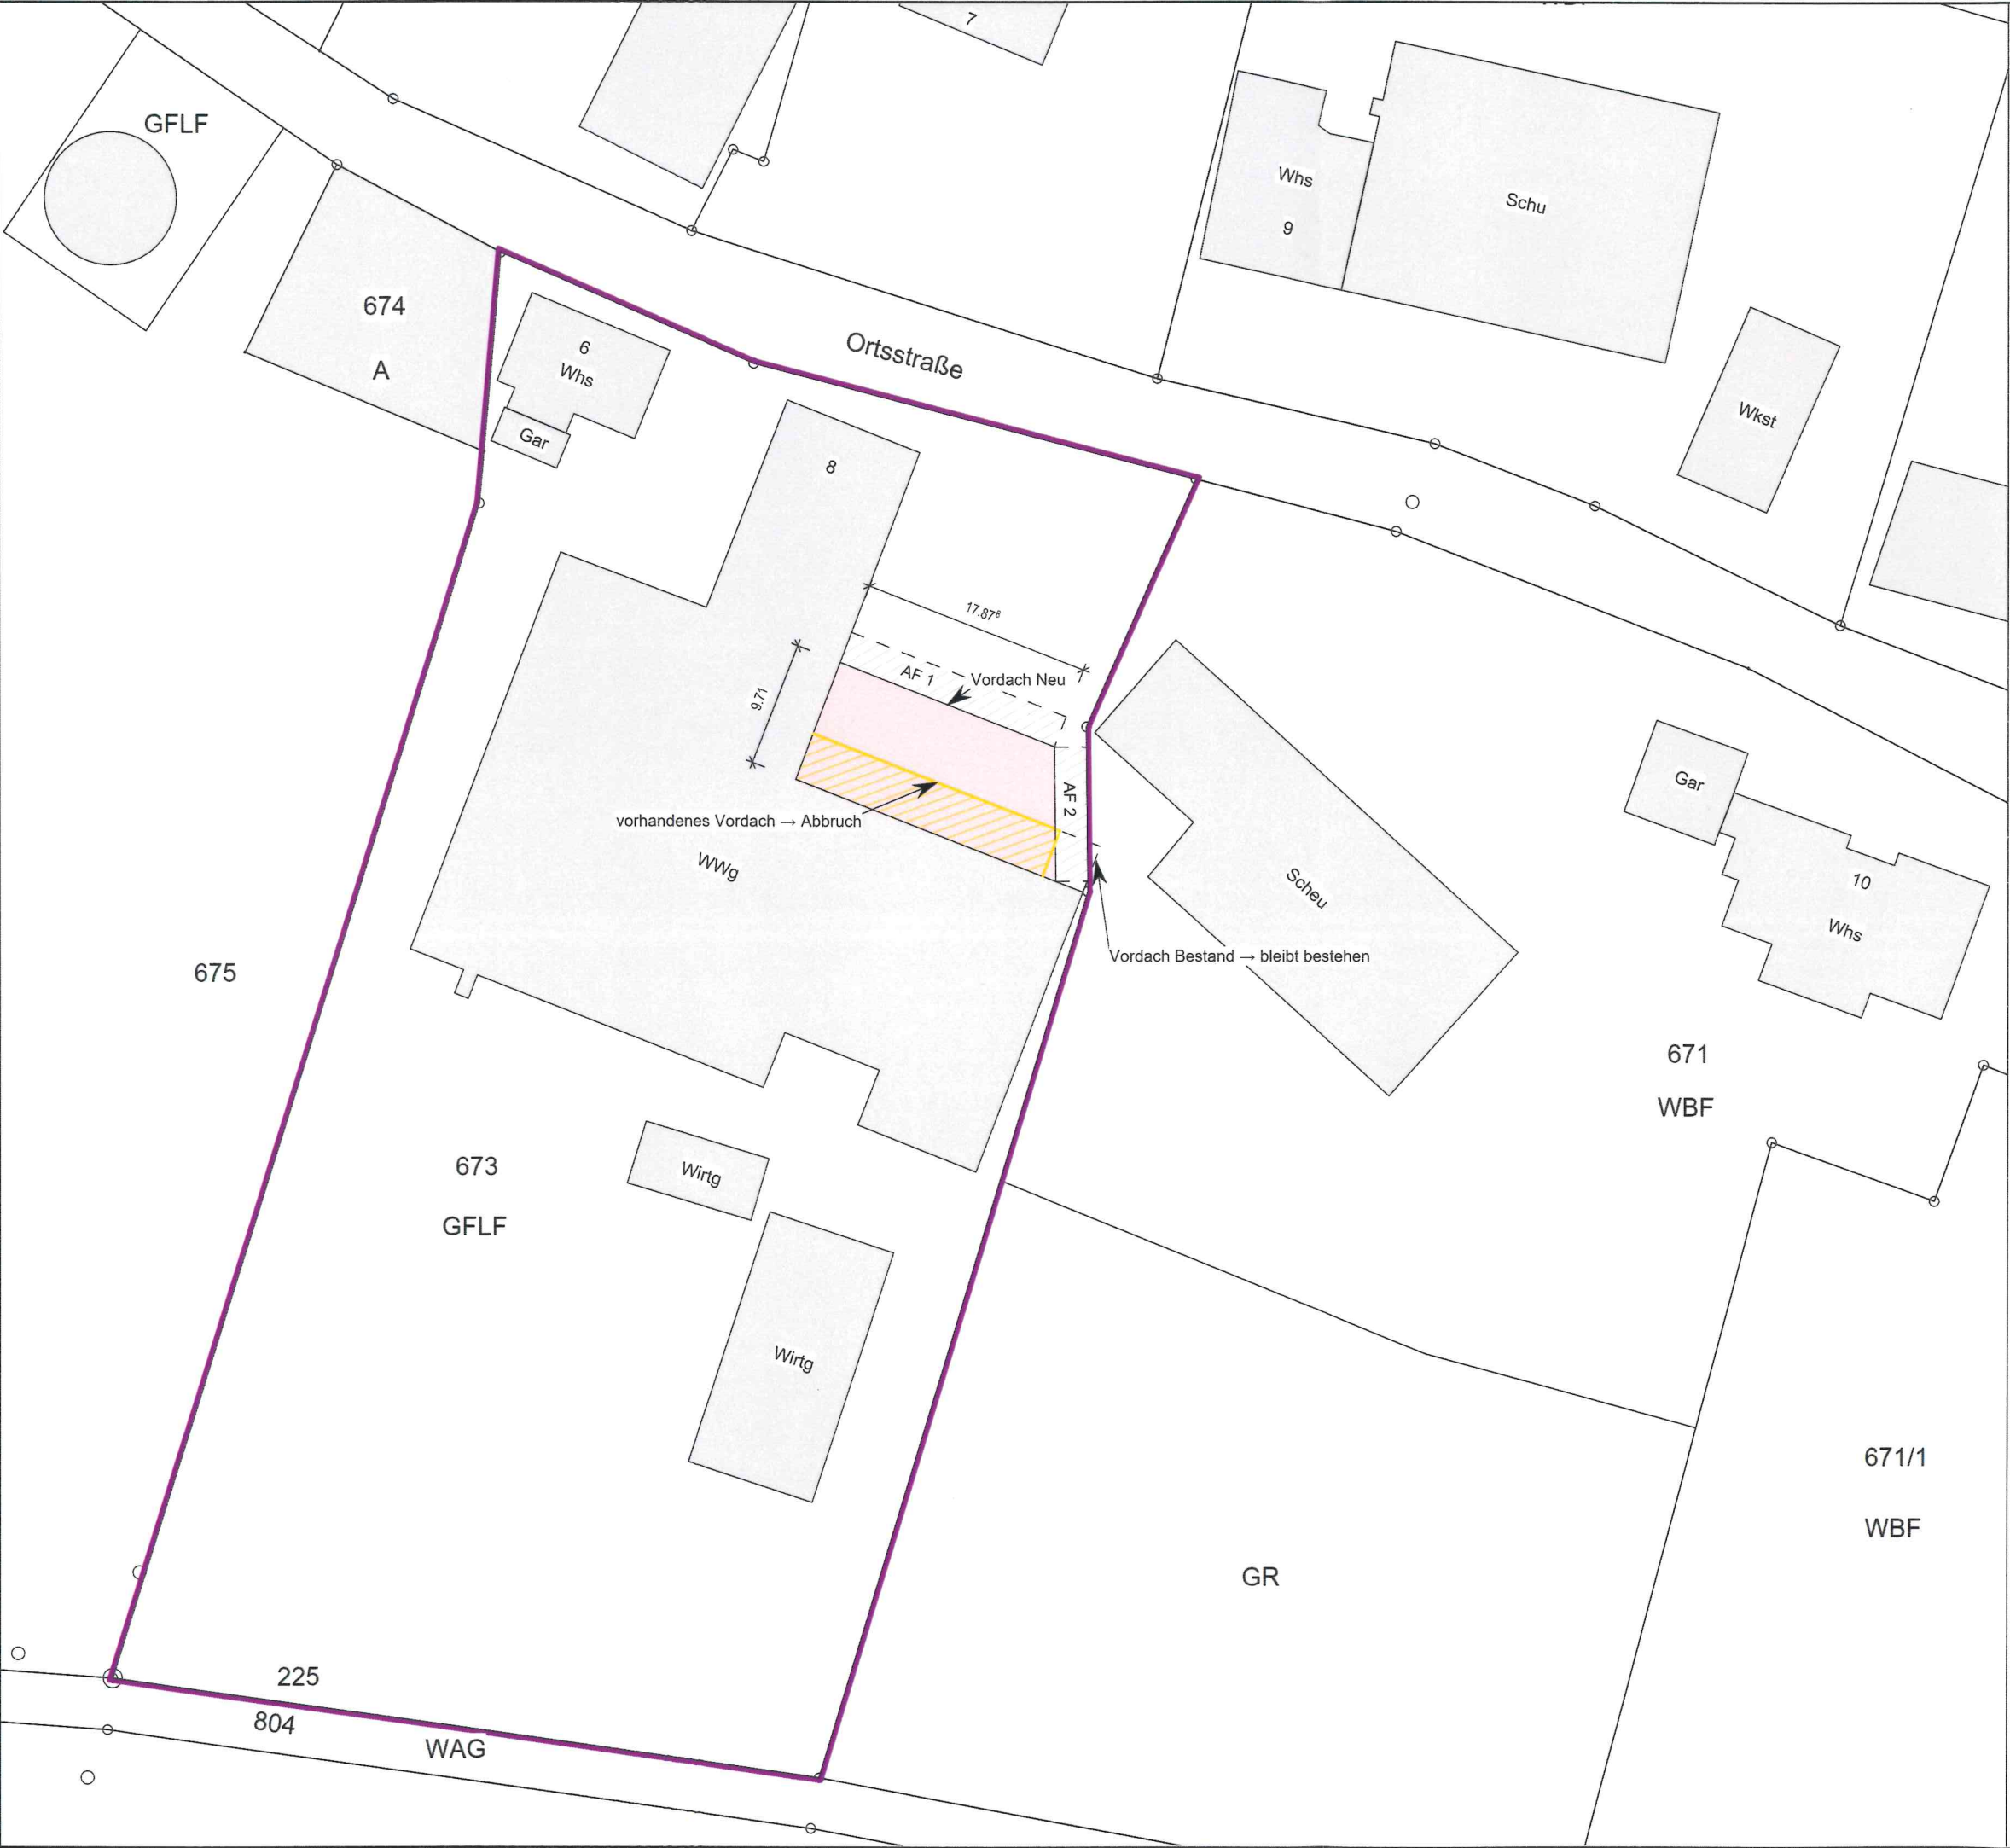 7
GFLF
Whs
9
Schu
674
A
6
Whs
Gar
Ortsstraße
Wkst
8
17.87⁸
AF 1
Vordach Neu
9.71
AF 2
vorhandenes Vordach → Abbruch
WWg
Gar
Scheu
10
Whs
Vordach Bestand → bleibt bestehen
675
671
WBF
673
GFLF
Wirtg
Wirtg
671/1
WBF
GR
225
804
WAG